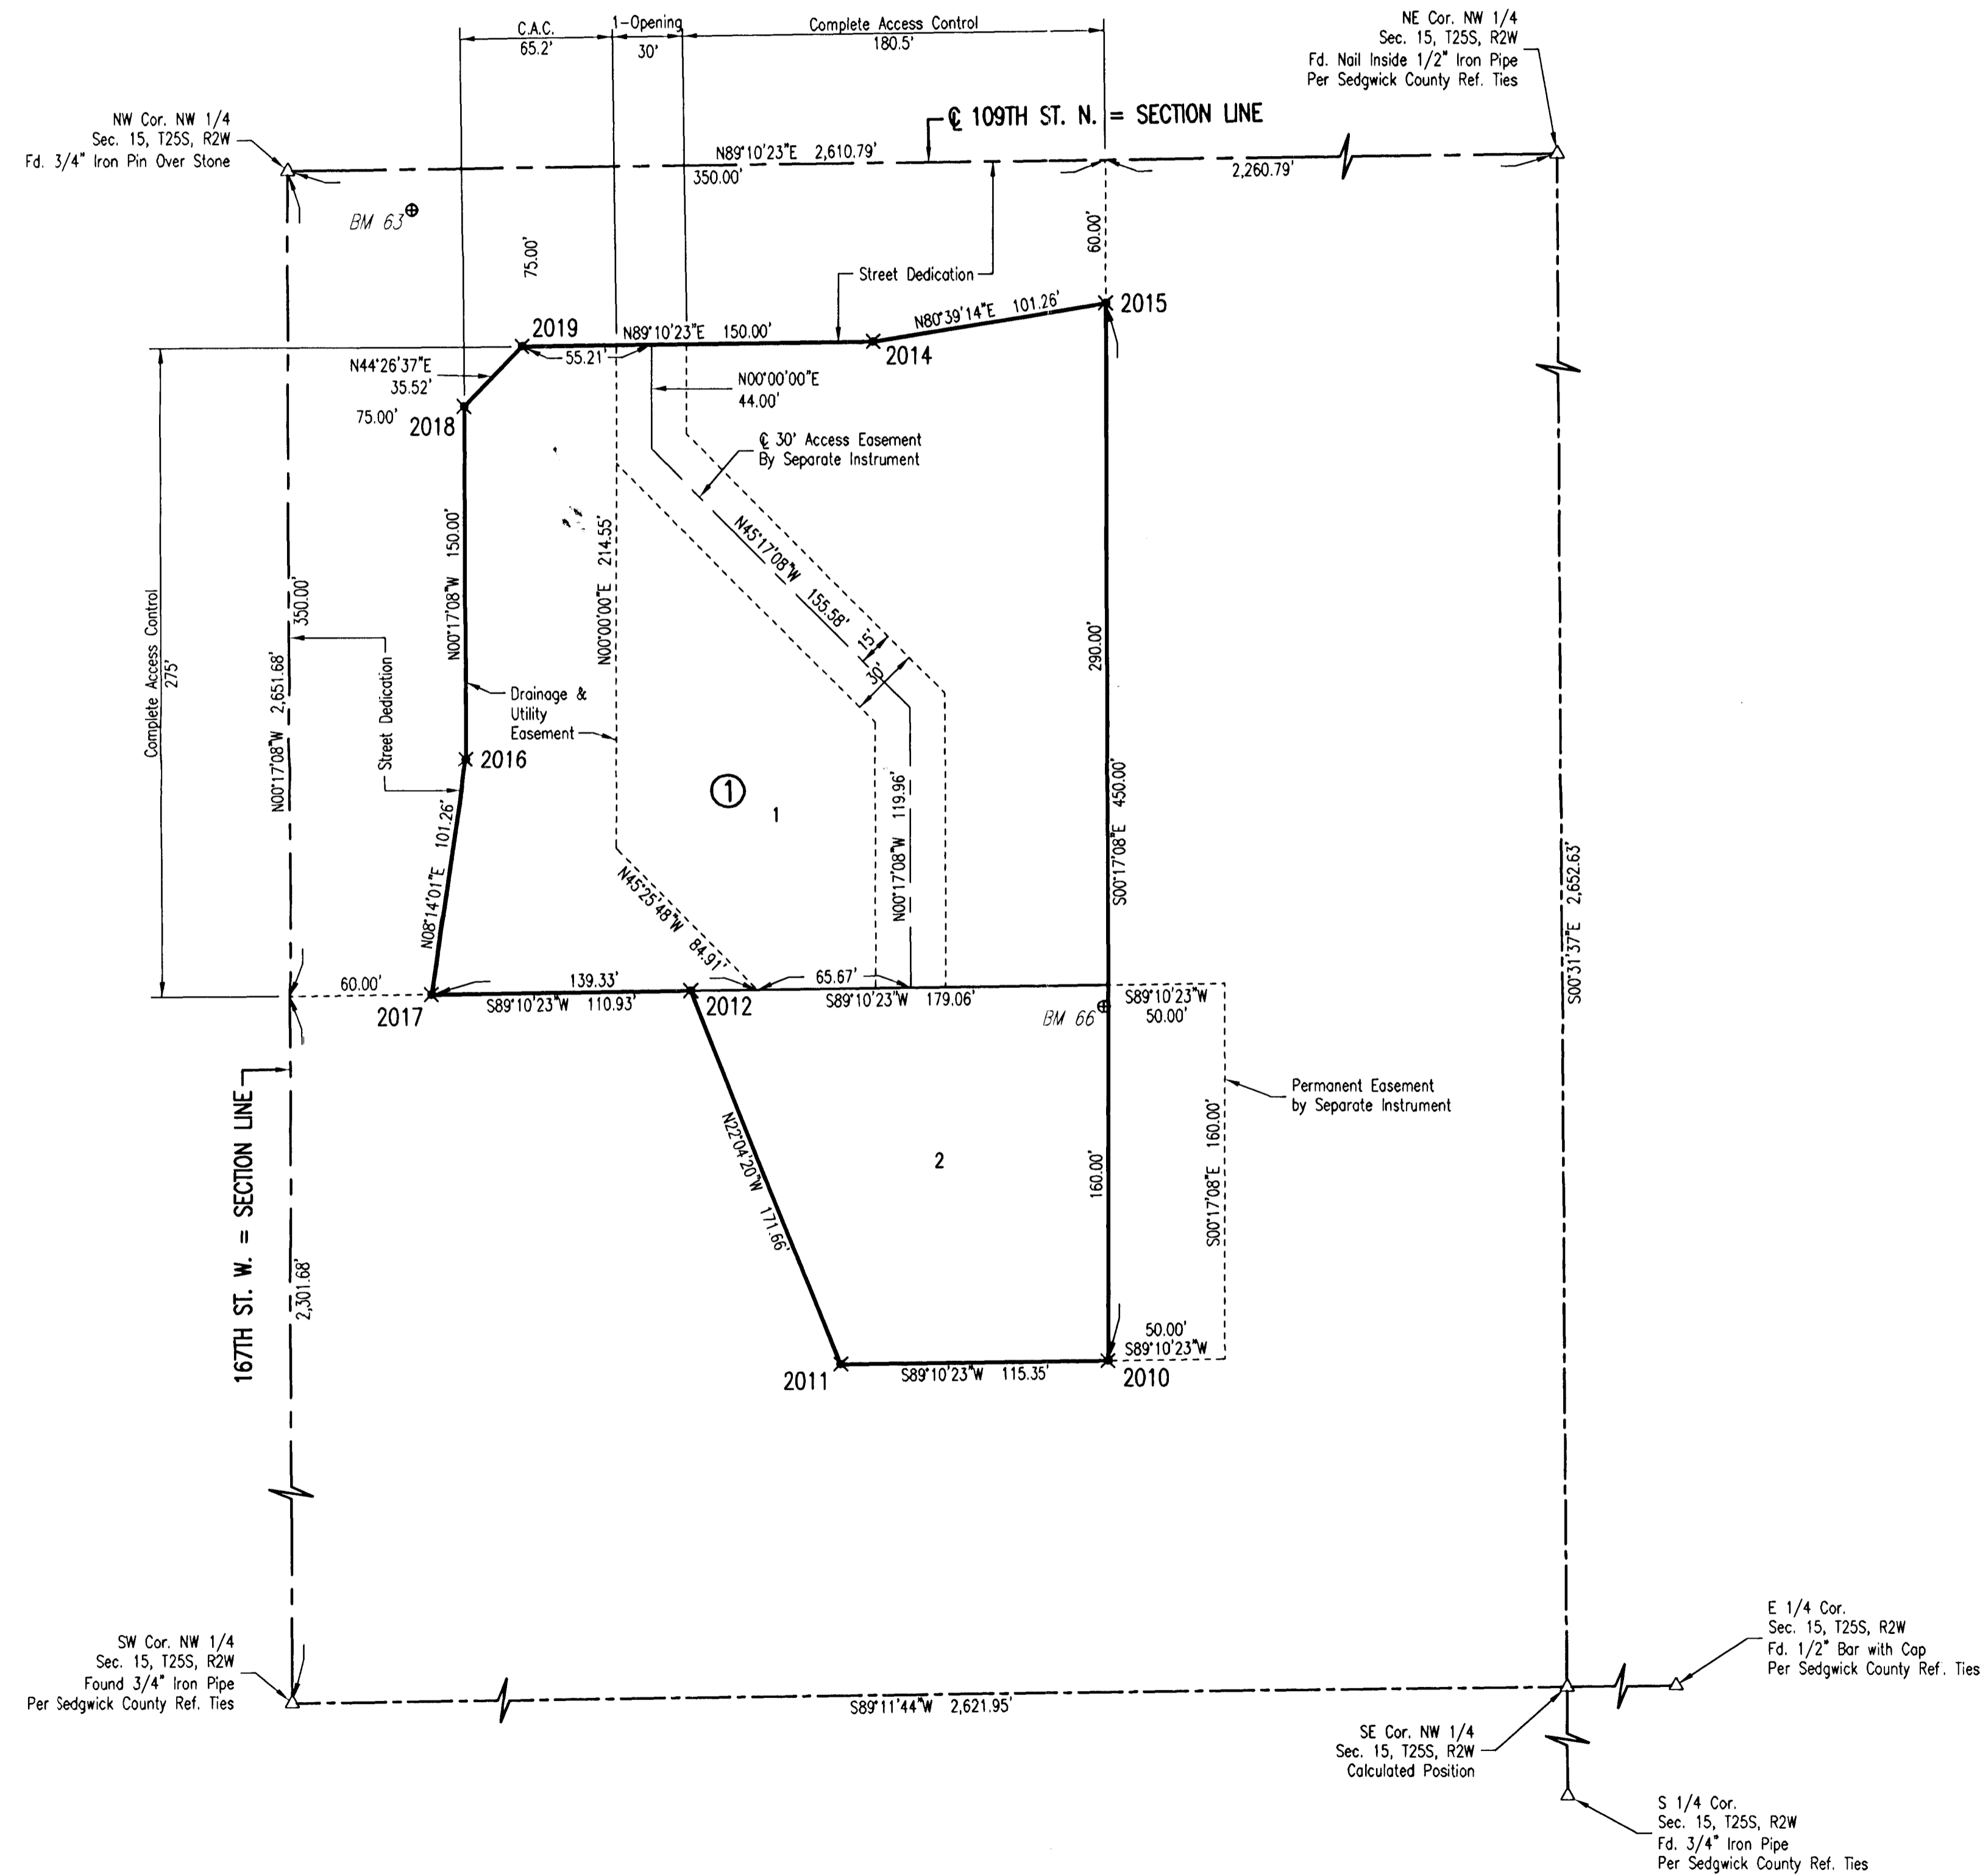 C.A.C.
65.2'
1-Opening
30'
Complete Access Control
180.5'
NE Cor. NW 1/4
Sec. 15, T25S, R2W
Fd. Nail Inside 1/2" Iron Pipe
Per Sedgwick County Ref. Ties
NW Cor. NW 1/4
Sec. 15, T25S, R2W
Fd. 3/4" Iron Pin Over Stone
℄ 109TH ST. N. = SECTION LINE
N89°10'23"E 2,610.79'
350.00'
2,260.79'
BM 63
75.00'
60.00'
Street Dedication
2019
N89°10'23"E 150.00'
N80°39'14"E 101.26'
2015
2014
55.21'
N44°26'37"E
35.52'
75.00'
2018
N00°00'00"E
44.00'
℄ 30' Access Easement
By Separate Instrument
N00°17'08"W 150.00'
N00°00'00"E 214.55'
N45°17'08"W 155.58'
15'
30'
290.00'
350.00'
Complete Access Control
275'
N00°17'08"W 2,651.68'
Street Dedication
Drainage &
Utility
Easement
2016
1
1
N00°17'08"W 119.96'
S00°17'08"E 450.00'
S00°31'37"E 2,652.63'
N08°14'01"E 101.26'
N45°25'48"W 84.91'
60.00'
139.33'
65.67'
2017
S89°10'23"W 110.93'
2012
S89°10'23"W 179.06'
BM 66
S89°10'23"W
50.00'
Permanent Easement
by Separate Instrument
167TH ST. W. = SECTION LINE
2,301.68'
N22°04'20"W 171.66'
2
160.00'
S00°17'08"E 160.00'
50.00'
S89°10'23"W
2011
S89°10'23"W 115.35'
2010
SW Cor. NW 1/4
Sec. 15, T25S, R2W
Found 3/4" Iron Pipe
Per Sedgwick County Ref. Ties
S89°11'44"W 2,621.95'
E 1/4 Cor.
Sec. 15, T25S, R2W
Fd. 1/2" Bar with Cap
Per Sedgwick County Ref. Ties
SE Cor. NW 1/4
Sec. 15, T25S, R2W
Calculated Position
S 1/4 Cor.
Sec. 15, T25S, R2W
Fd. 3/4" Iron Pipe
Per Sedgwick County Ref. Ties